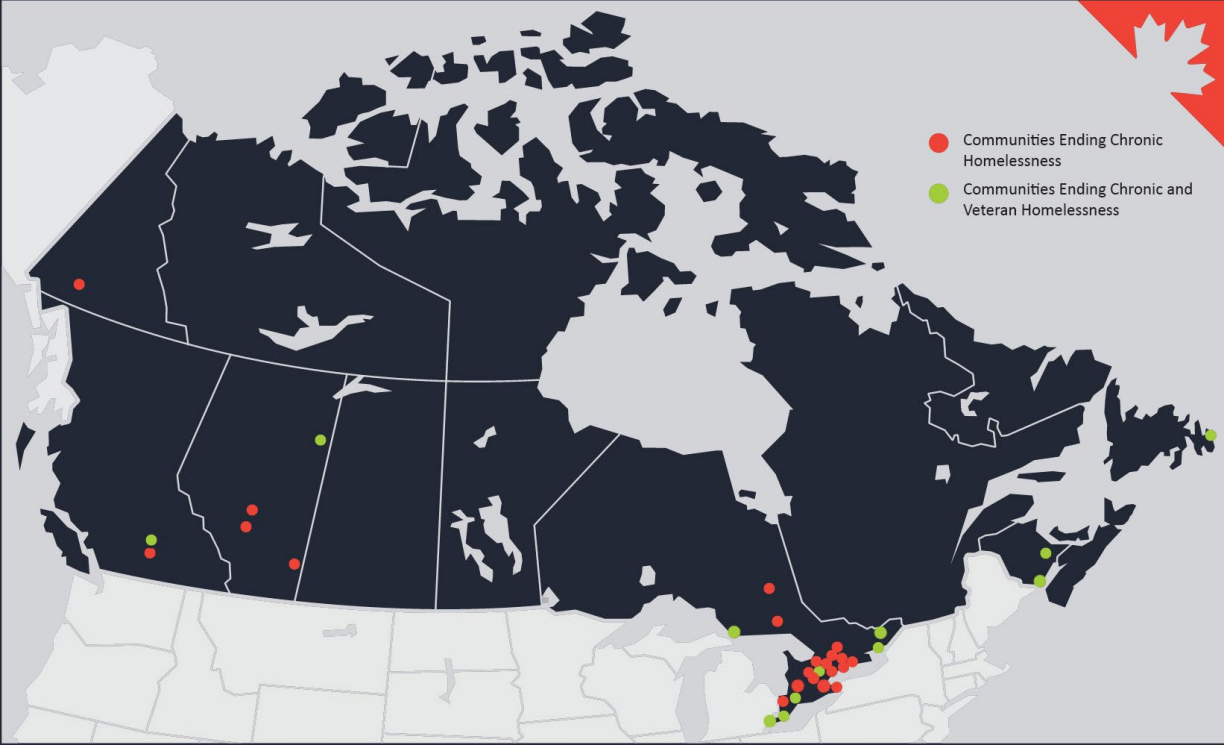 Communities Ending Chronic
Homelessness
Communities Ending Chronic and
Veteran Homelessness